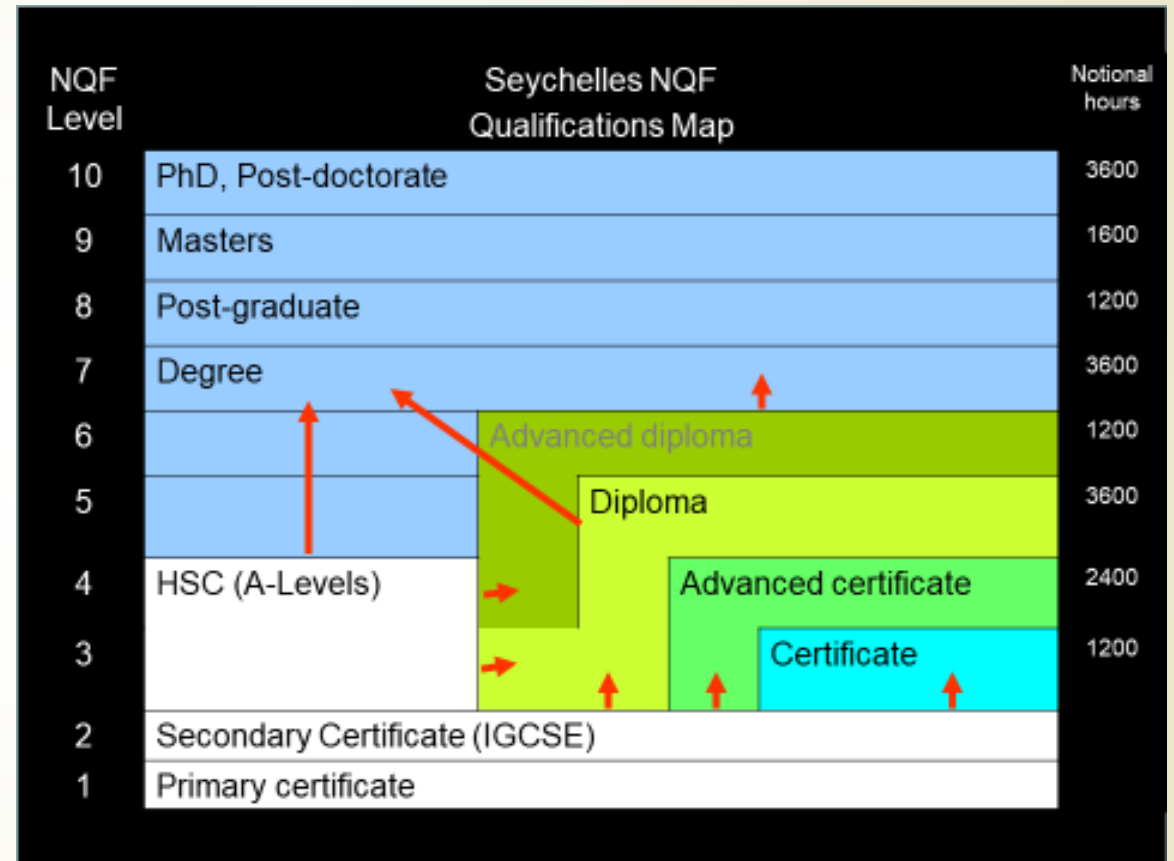 NQF Level
Seychelles NQF
Qualifications Map
Notional hours
10 PhD, Post-doctorate 3600
9 Masters 1600
8 Post-graduate 1200
7 Degree 3600
6 Advanced diploma 1200
5 Diploma 3600
4 HSC (A-Levels) Advanced certificate 2400
3 Certificate 1200
2 Secondary Certificate (IGCSE)
1 Primary certificate